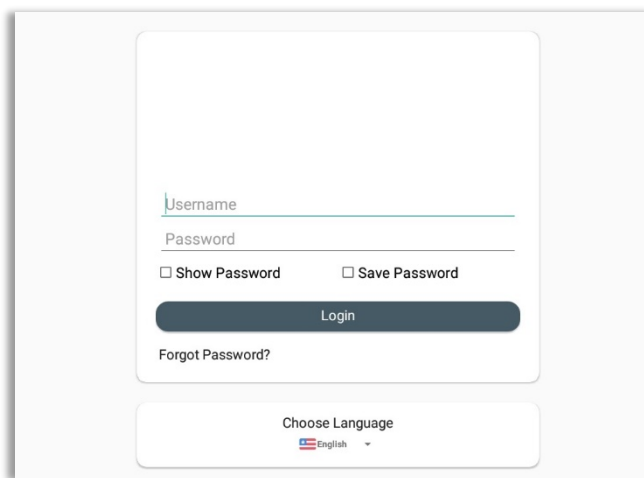 Username
Password
Show Password Save Password
Login
Forgot Password?
Choose Language
English